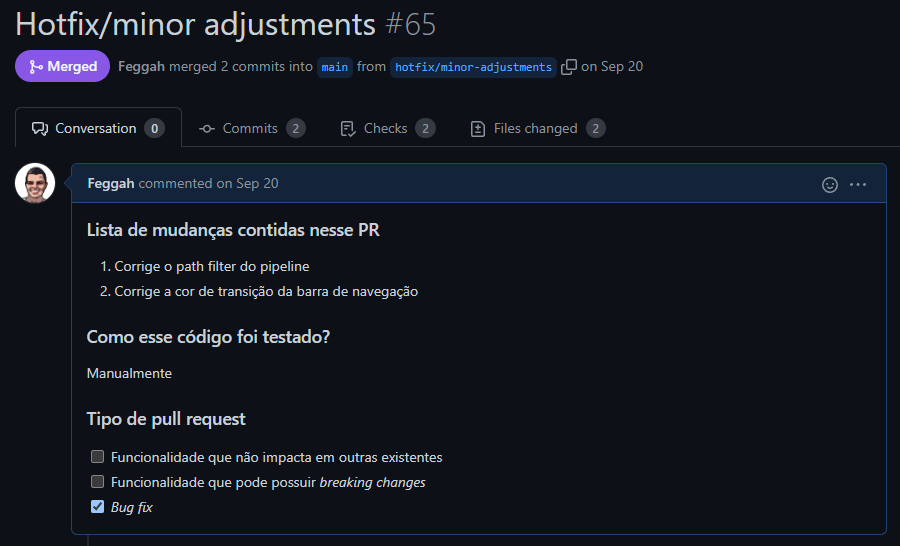 Hotfix/minor adjustments #65
Merged Feggah merged 2 commits into main from hotfix/minor-adjustments on Sep 20
Conversation 0 Commits 2 Checks 2 Files changed 2
Feggah commented on Sep 20
Lista de mudanças contidas nesse PR
1. Corrige o path filter do pipeline
2. Corrige a cor de transição da barra de navegação
Como esse código foi testado?
Manualmente
Tipo de pull request
Funcionalidade que não impacta em outras existentes
Funcionalidade que pode possuir breaking changes
Bug fix